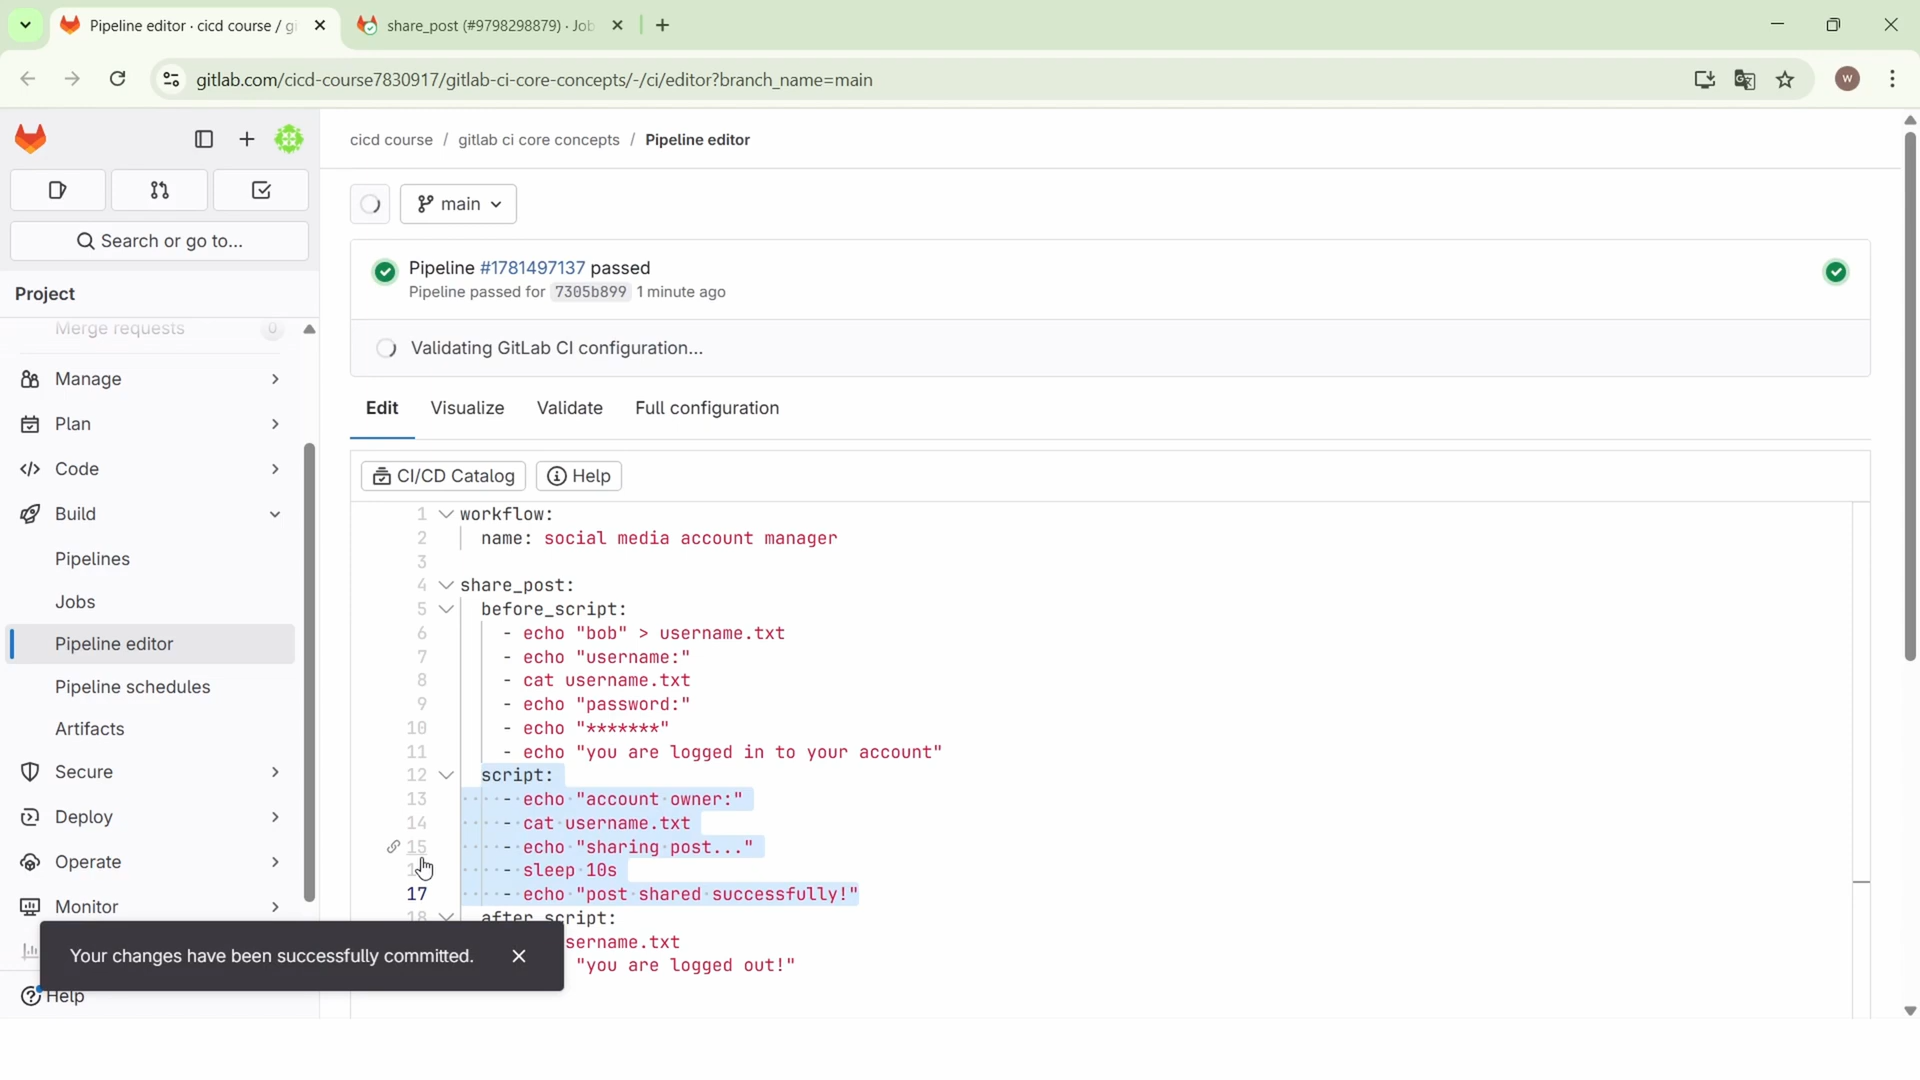 Pipeline editor · cicd course / gi
share_post (#9798298879) · Job
gitlab.com/cicd-course7830917/gitlab-ci-core-concepts/-/ci/editor?branch_name=main
W
cicd course / gitlab ci core concepts / Pipeline editor
Search or go to...
main
Project
Merge requests 0
Manage
Plan
Code
Build
Pipelines
Jobs
Pipeline editor
Pipeline schedules
Artifacts
Secure
Deploy
Operate
Monitor
Help
Pipeline #1781497137 passed
Pipeline passed for 7305b899 1 minute ago
Validating GitLab CI configuration...
Edit Visualize Validate Full configuration
CI/CD Catalog Help
1 workflow:
2 name: social media account manager
3
4 share_post:
5 before_script:
6 - echo "bob" > username.txt
7 - echo "username:"
8 - cat username.txt
9 - echo "password:"
10 - echo "*******"
11 - echo "you are logged in to your account"
12 script:
13 - echo "account owner:"
14 - cat username.txt
15 - echo "sharing post..."
- sleep 10s
17 - echo "post shared successfully!"
18 after_script:
sername.txt
"you are logged out!"
Your changes have been successfully committed.